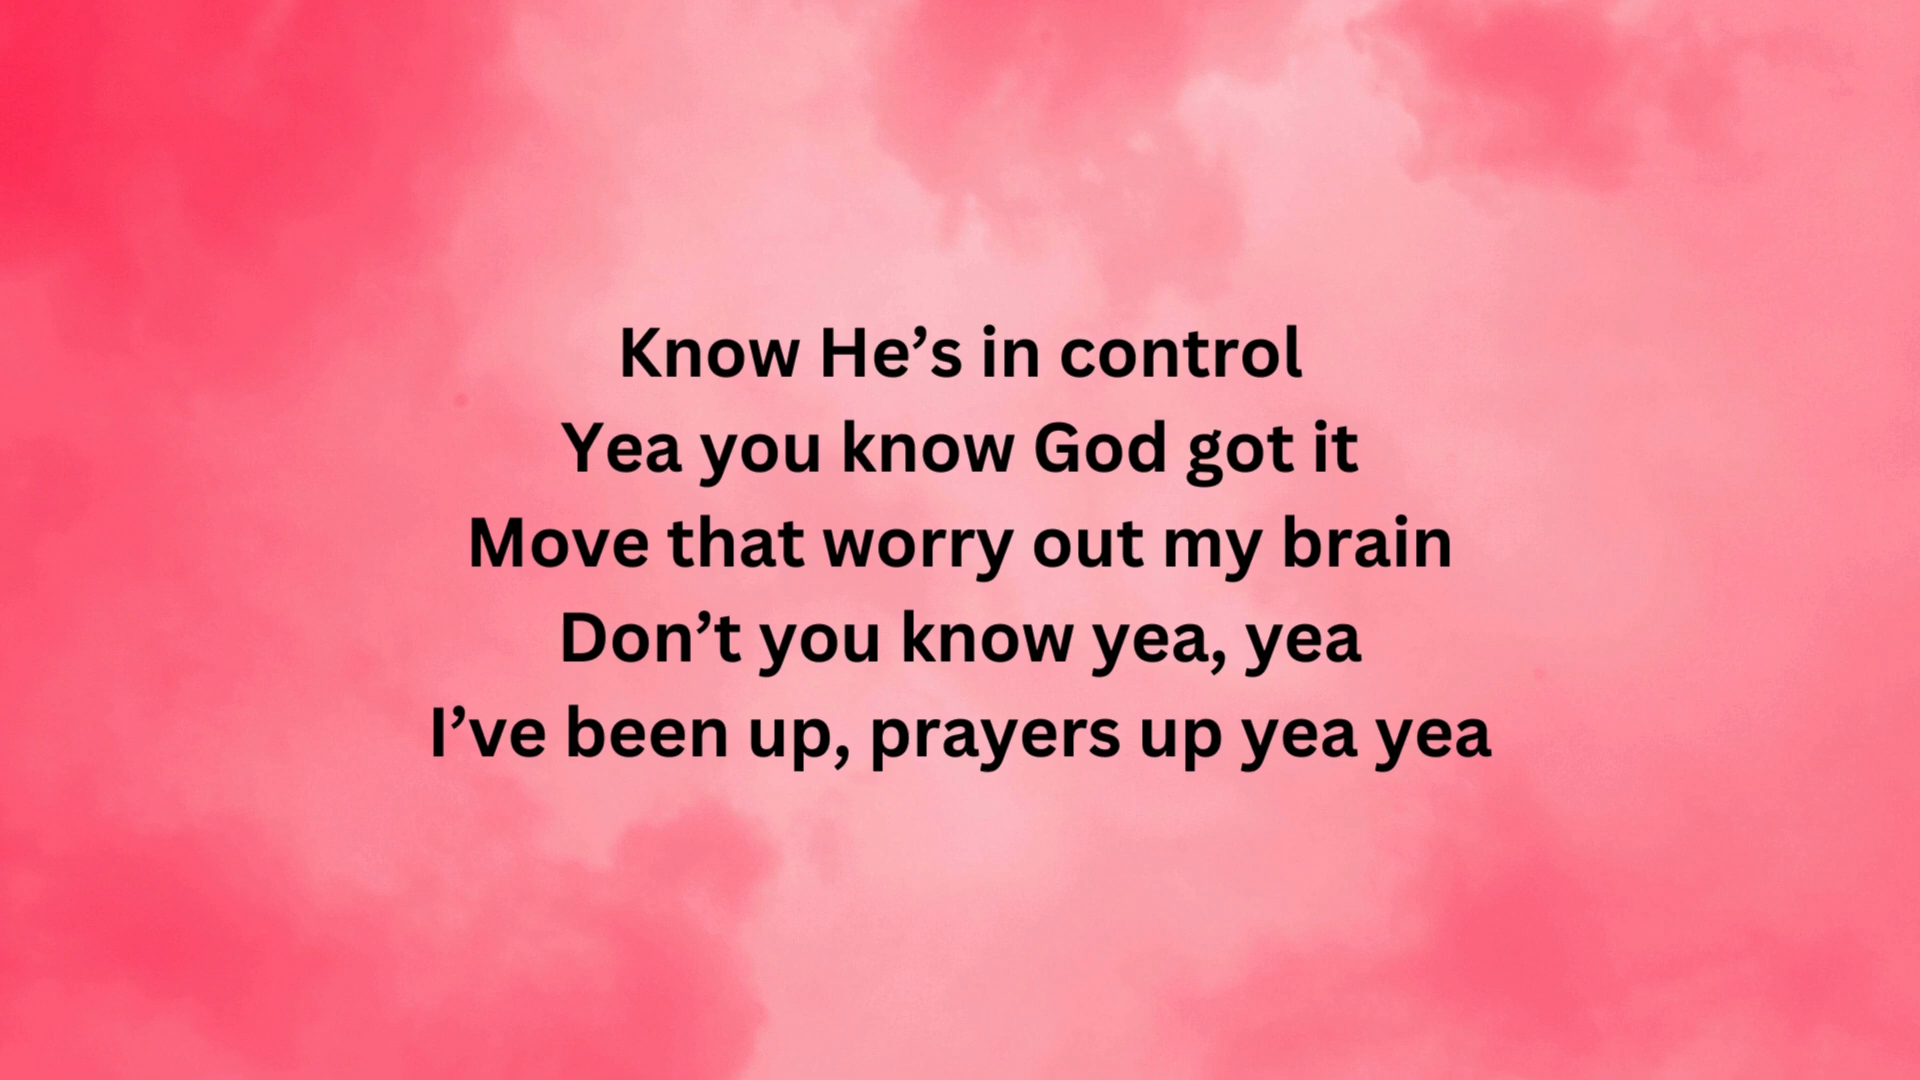 Know He’s in control
Yea you know God got it
Move that worry out my brain
Don’t you know yea, yea
I’ve been up, prayers up yea yea